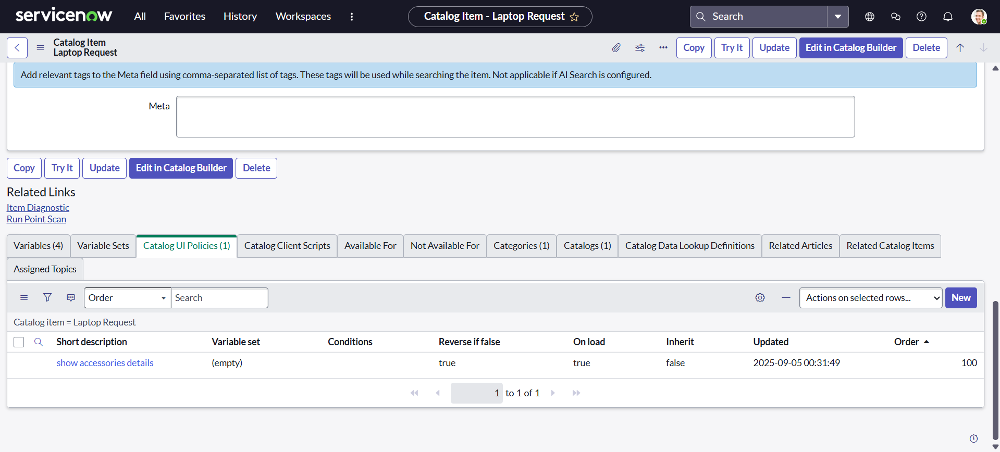 servicenow All Favorites History Workspaces Catalog Item - Laptop Request Search
Catalog Item
Laptop Request
Copy Try It Update Edit in Catalog Builder Delete
Add relevant tags to the Meta field using comma-separated list of tags. These tags will be used while searching the item. Not applicable if AI Search is configured.
Meta
Copy Try It Update Edit in Catalog Builder Delete
Related Links
Item Diagnostic
Run Point Scan
Variables (4) Variable Sets Catalog UI Policies (1) Catalog Client Scripts Available For Not Available For Categories (1) Catalogs (1) Catalog Data Lookup Definitions Related Articles Related Catalog Items
Assigned Topics
Order Search Actions on selected rows... New
Catalog item = Laptop Request
Short description Variable set Conditions Reverse if false On load Inherit Updated Order
show accessories details (empty) true true false 2025-09-05 00:31:49 100
1 to 1 of 1